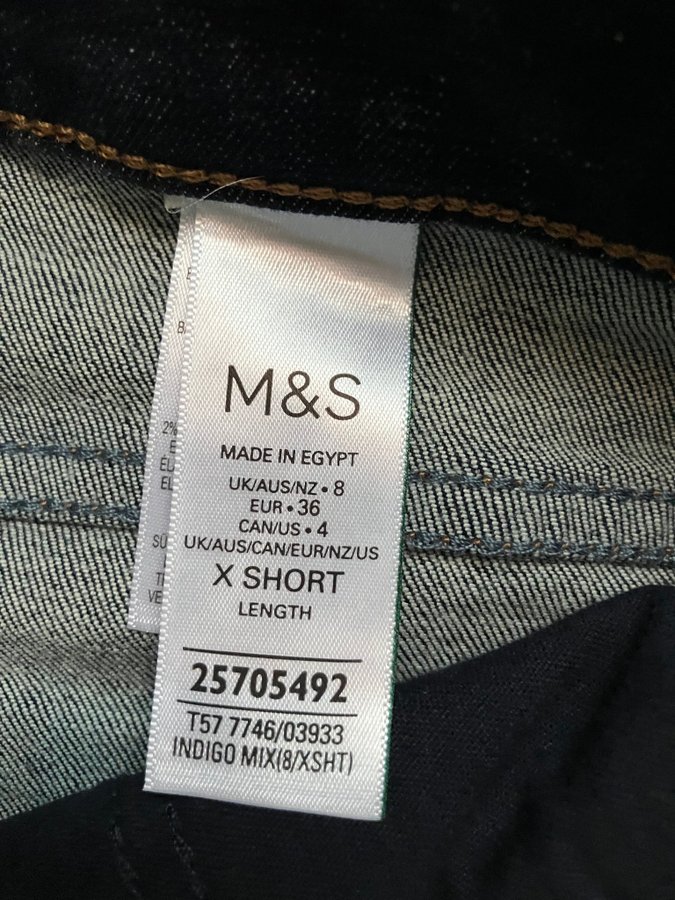 M&S
MADE IN EGYPT
UK/AUS/NZ • 8
EUR • 36
CAN/US • 4
UK/AUS/CAN/EUR/NZ/US
X SHORT
LENGTH
25705492
T57 7746/03933
INDIGO MIX(8/XSHT)
2%